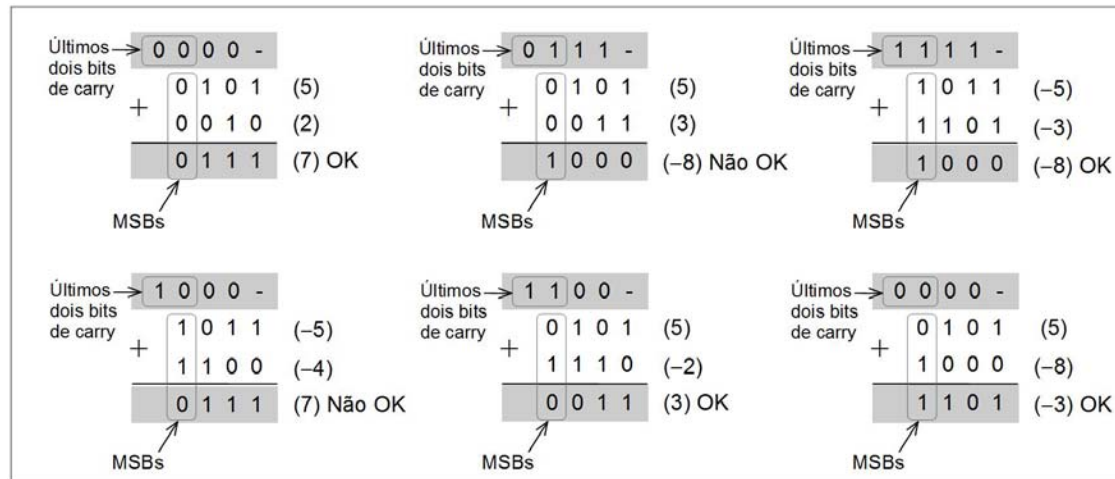 Últimos dois bits de carry
0 0 0 0 -
0 1 0 1 (5)
+
0 0 1 0 (2)
0 1 1 1 (7) OK
MSBs
Últimos dois bits de carry
0 1 1 1 -
0 1 0 1 (5)
+
0 0 1 1 (3)
1 0 0 0 (−8) Não OK
MSBs
Últimos dois bits de carry
1 1 1 1 -
1 0 1 1 (−5)
+
1 1 0 1 (−3)
1 0 0 0 (−8) OK
MSBs
Últimos dois bits de carry
1 0 0 0 -
1 0 1 1 (−5)
+
1 1 0 0 (−4)
0 1 1 1 (7) Não OK
MSBs
Últimos dois bits de carry
1 1 0 0 -
0 1 0 1 (5)
+
1 1 1 0 (−2)
0 0 1 1 (3) OK
MSBs
Últimos dois bits de carry
0 0 0 0 -
0 1 0 1 (5)
+
1 0 0 0 (−8)
1 1 0 1 (−3) OK
MSBs